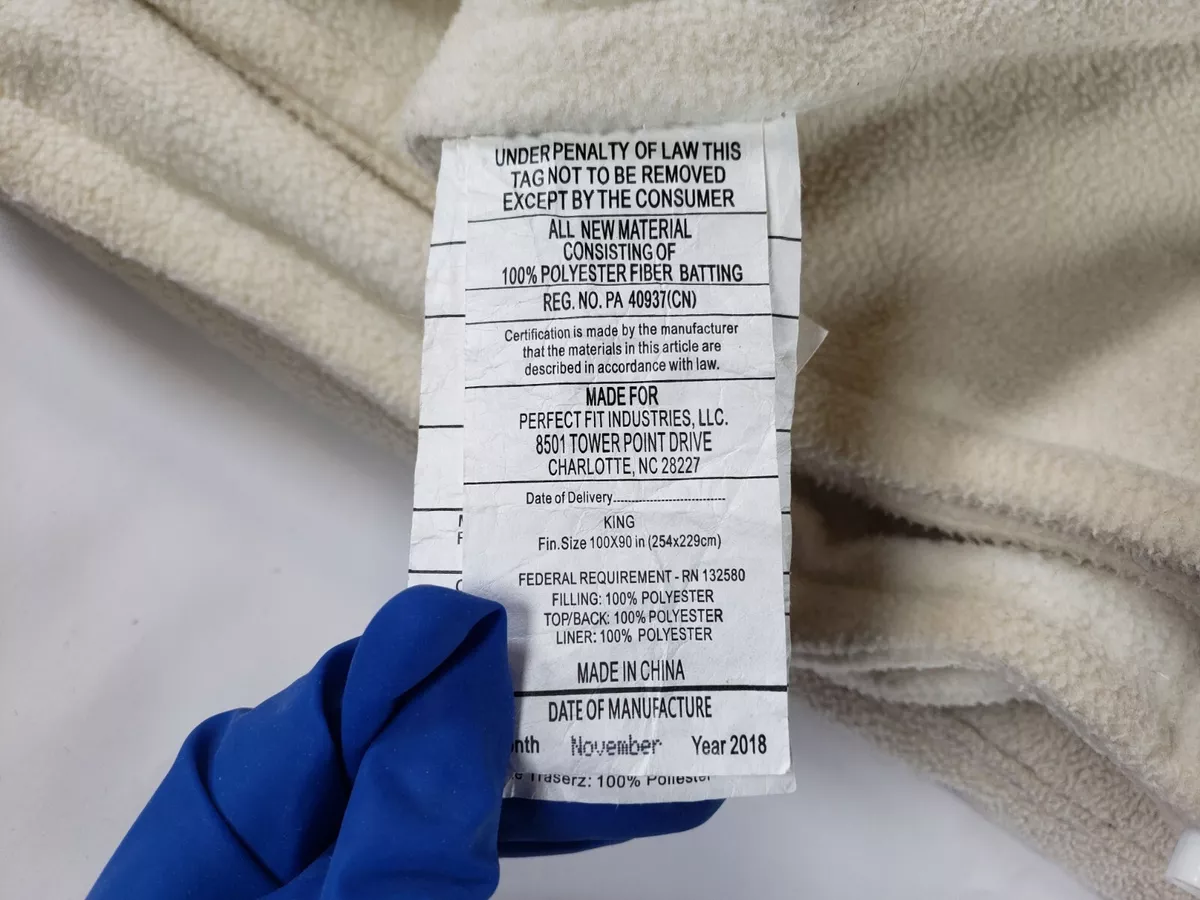 UNDER PENALTY OF LAW THIS
TAG NOT TO BE REMOVED
EXCEPT BY THE CONSUMER
ALL NEW MATERIAL
CONSISTING OF
100% POLYESTER FIBER BATTING
REG. NO. PA 40937(CN)
Certification is made by the manufacturer
that the materials in this article are
described in accordance with law.
MADE FOR
PERFECT FIT INDUSTRIES, LLC.
8501 TOWER POINT DRIVE
CHARLOTTE, NC 28227
Date of Delivery
KING
Fin.Size 100X90 in (254x229cm)
FEDERAL REQUIREMENT - RN 132580
FILLING: 100% POLYESTER
TOP/BACK: 100% POLYESTER
LINER: 100% POLYESTER
MADE IN CHINA
DATE OF MANUFACTURE
November Year 2018
100%